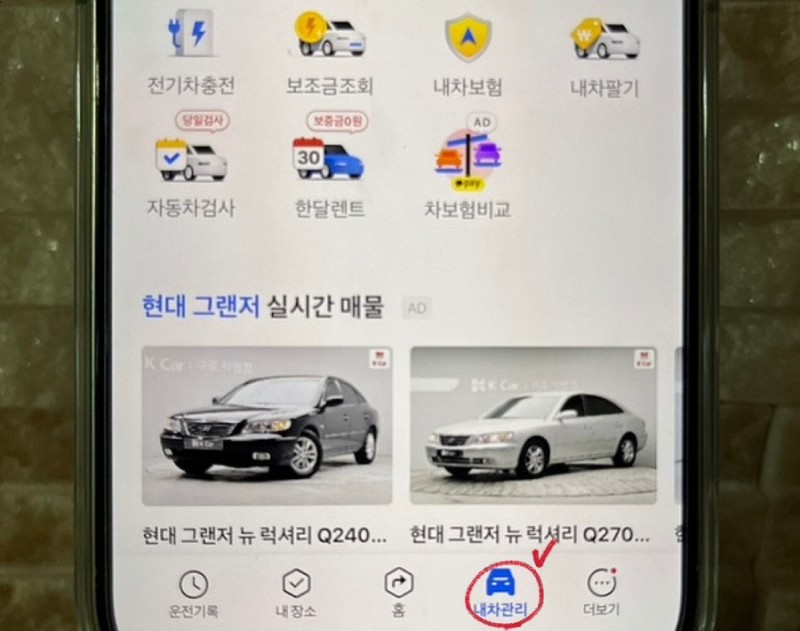 전기차충전
보조금조회
내차보험
내차팔기
당일검사
자동차검사
보증금0원
30
한달렌트
AD
pay
차보험비교
현대 그랜저 실시간 매물 AD
K Car
K Car
현대 그랜저 뉴 럭셔리 Q240...
K Car
K Car
현대 그랜저 뉴 럭셔리 Q270...
운전기록
내 장소
홈
내차관리
더보기